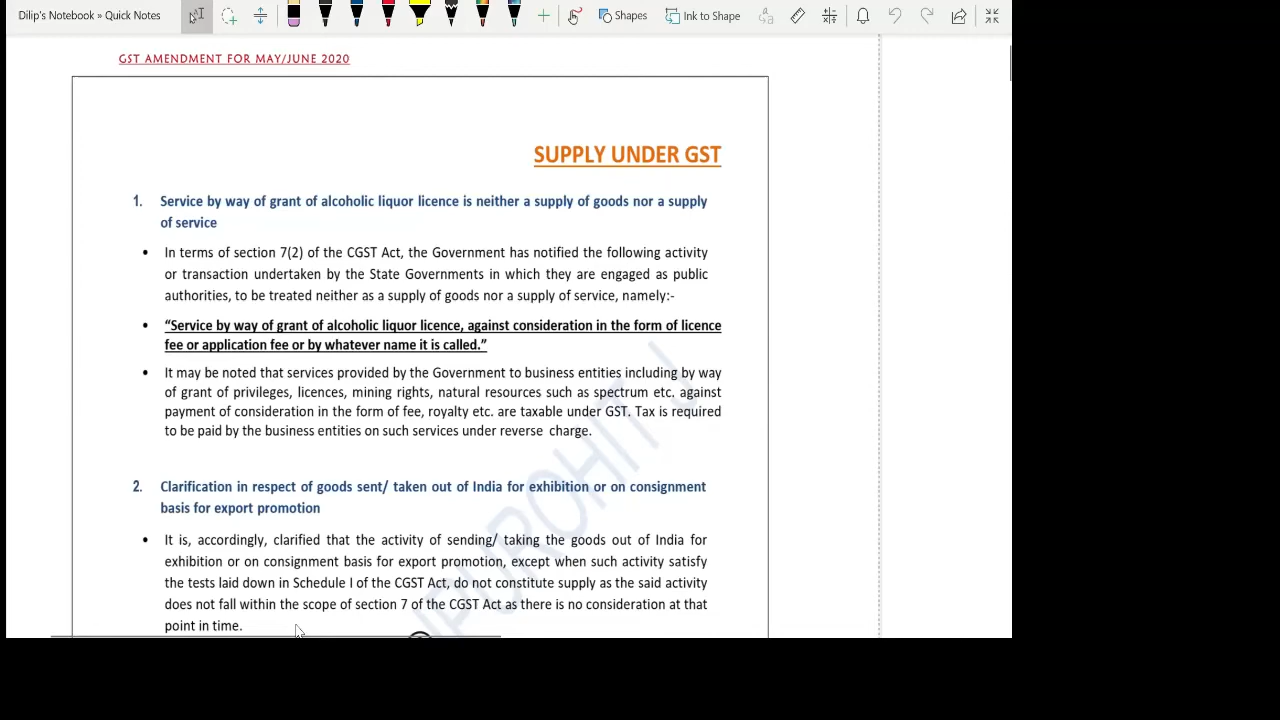 Dilip's Notebook » Quick Notes
Shapes
Ink to Shape
GST AMENDMENT FOR MAY/JUNE 2020
SUPPLY UNDER GST
1. Service by way of grant of alcoholic liquor licence is neither a supply of goods nor a supply
of service
• In terms of section 7(2) of the CGST Act, the Government has notified the following activity
or transaction undertaken by the State Governments in which they are engaged as public
authorities, to be treated neither as a supply of goods nor a supply of service, namely:-
• “Service by way of grant of alcoholic liquor licence, against consideration in the form of licence
fee or application fee or by whatever name it is called.”
• It may be noted that services provided by the Government to business entities including by way
of grant of privileges, licences, mining rights, natural resources such as spectrum etc. against
payment of consideration in the form of fee, royalty etc. are taxable under GST. Tax is required
to be paid by the business entities on such services under reverse charge.
2. Clarification in respect of goods sent/ taken out of India for exhibition or on consignment
basis for export promotion
• It is, accordingly, clarified that the activity of sending/ taking the goods out of India for
exhibition or on consignment basis for export promotion, except when such activity satisfy
the tests laid down in Schedule I of the CGST Act, do not constitute supply as the said activity
does not fall within the scope of section 7 of the CGST Act as there is no consideration at that
point in time.